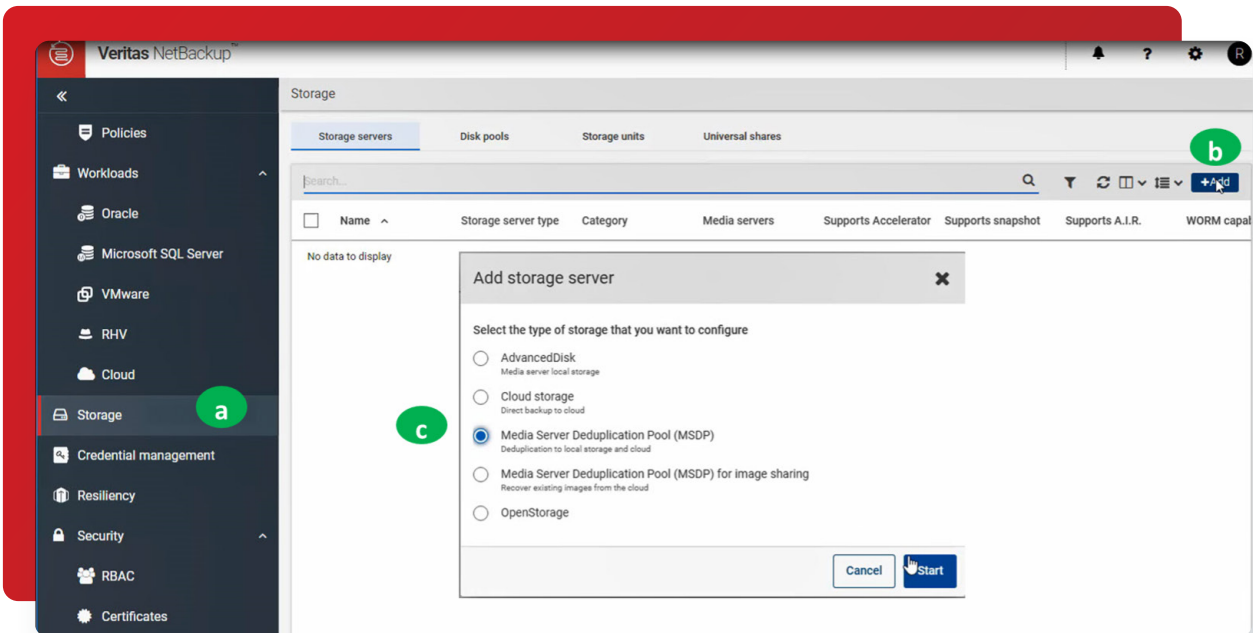 Veritas NetBackup™
?
R
«
Policies
Workloads
Oracle
Microsoft SQL Server
VMware
RHV
Cloud
Storage
a
Credential management
Resiliency
Security
RBAC
Certificates
Storage
Storage servers Disk pools Storage units Universal shares
b
Search...
+Add
Name Storage server type Category Media servers Supports Accelerator Supports snapshot Supports A.I.R. WORM capal
No data to display
Add storage server
Select the type of storage that you want to configure
AdvancedDisk
Media server local storage
Cloud storage
Direct backup to cloud
c
Media Server Deduplication Pool (MSDP)
Deduplication to local storage and cloud
Media Server Deduplication Pool (MSDP) for image sharing
Recover existing images from the cloud
OpenStorage
Cancel Start